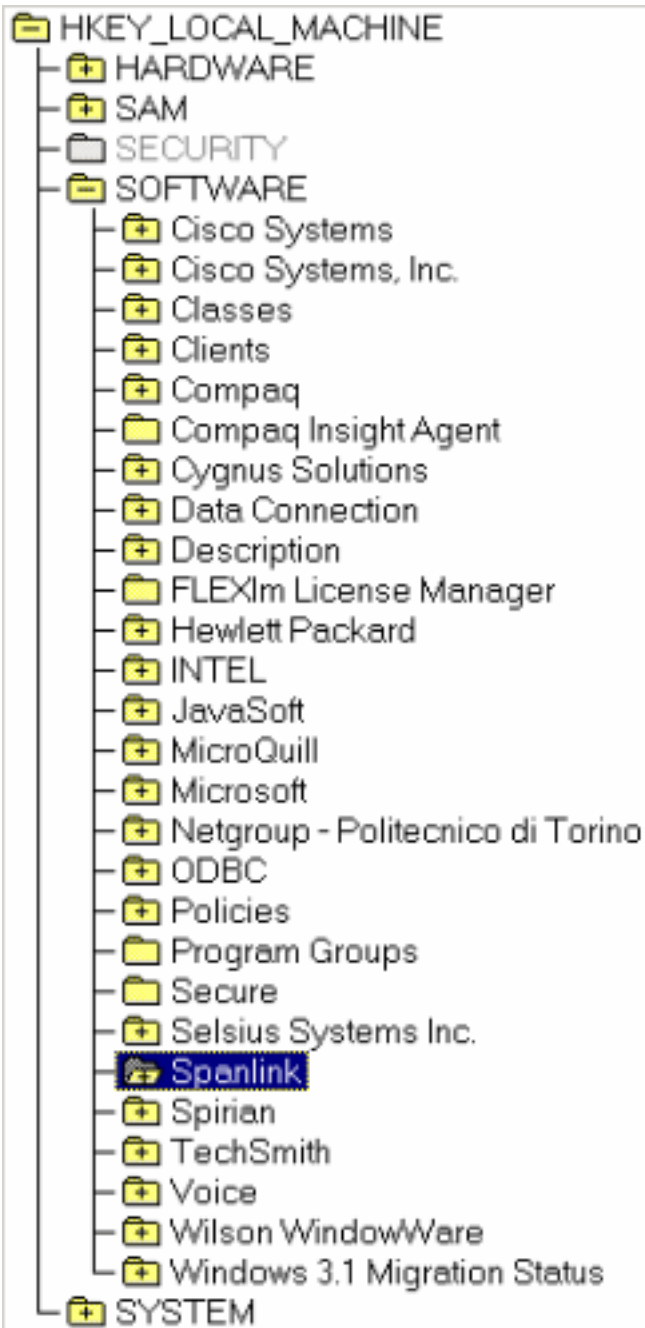 HKEY_LOCAL_MACHINE
HARDWARE
SAM
SECURITY
SOFTWARE
Cisco Systems
Cisco Systems, Inc.
Classes
Clients
Compaq
Compaq Insight Agent
Cygnus Solutions
Data Connection
Description
FLEXlm License Manager
Hewlett Packard
INTEL
JavaSoft
MicroQuill
Microsoft
Netgroup - Politecnico di Torino
ODBC
Policies
Program Groups
Secure
Selsius Systems Inc.
Spanlink
Spirian
TechSmith
Voice
Wilson WindowWare
Windows 3.1 Migration Status
SYSTEM